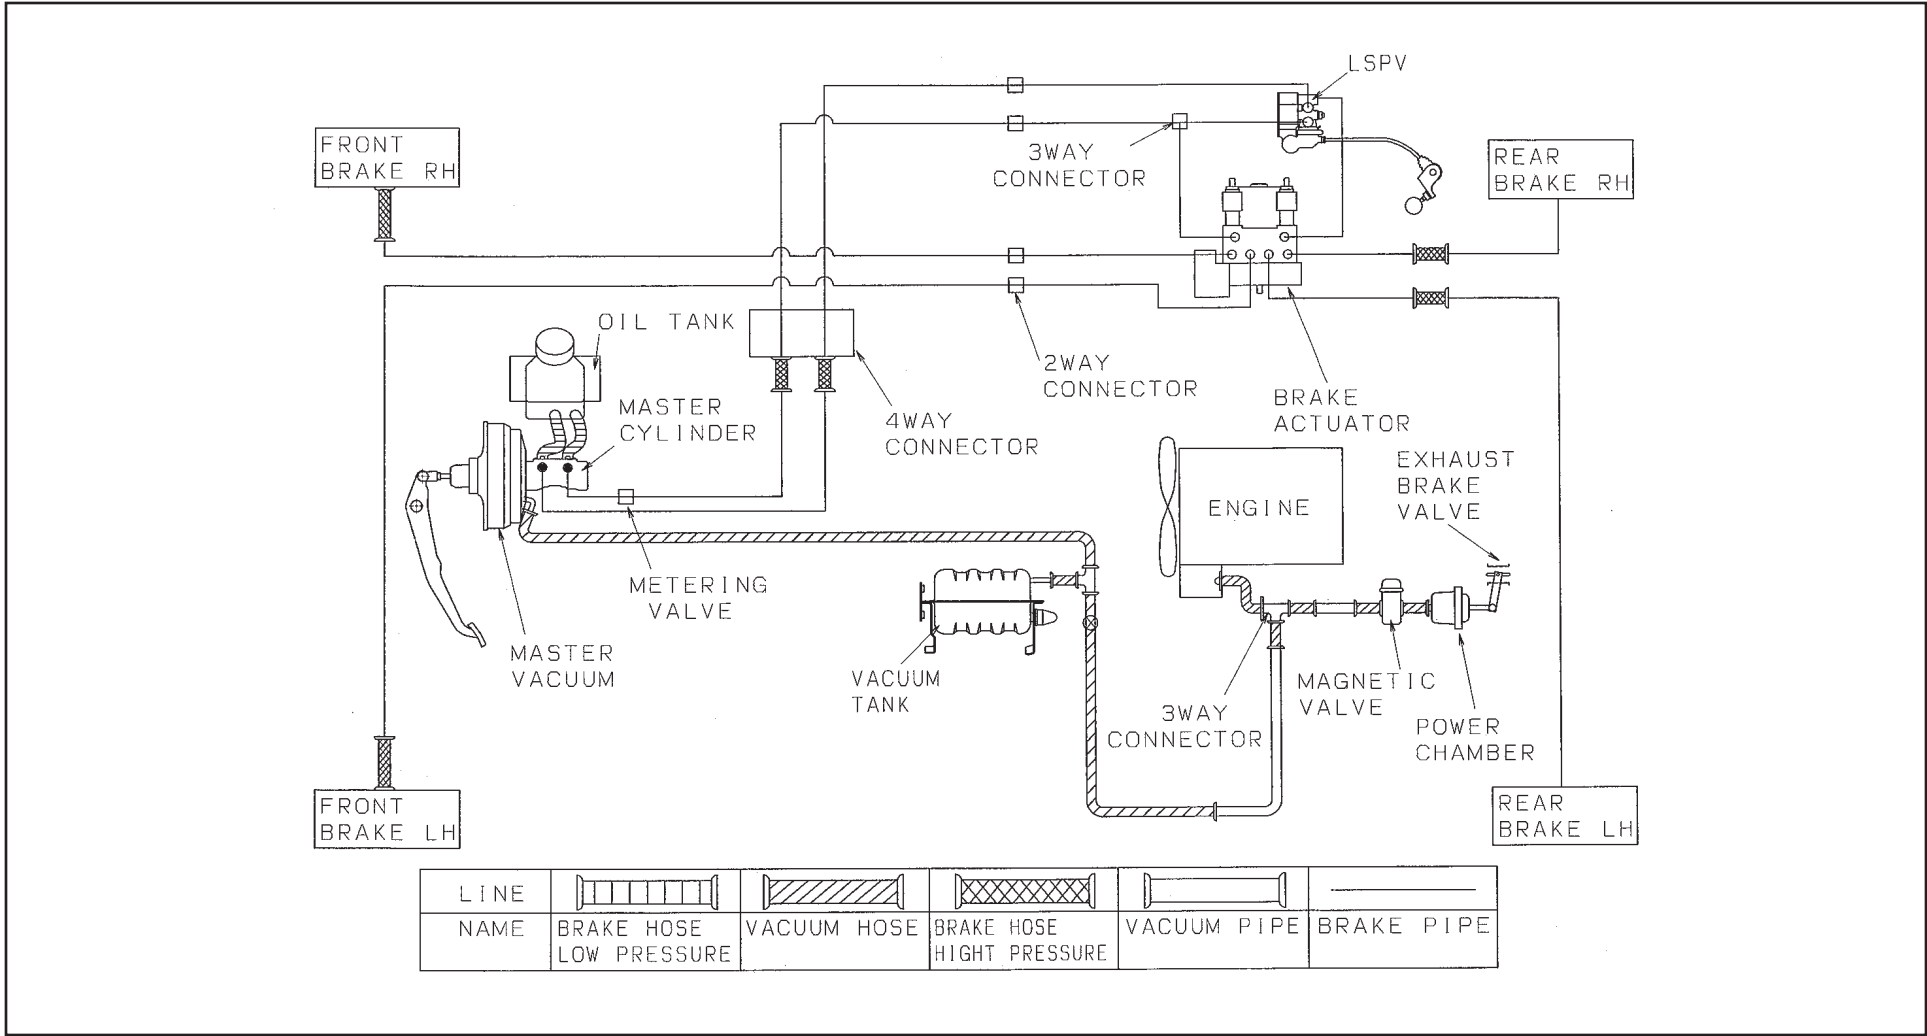 LSPV
FRONT
BRAKE RH
3WAY
CONNECTOR
REAR
BRAKE RH
OIL TANK
2WAY
CONNECTOR
BRAKE
ACTUATOR
MASTER
CYLINDER
4WAY
CONNECTOR
EXHAUST
BRAKE
VALVE
ENGINE
METERING
VALVE
MASTER
VACUUM
VACUUM
TANK
MAGNETIC
VALVE
3WAY
CONNECTOR
POWER
CHAMBER
FRONT
BRAKE LH
REAR
BRAKE LH
LINE
NAME
BRAKE HOSE
LOW PRESSURE
VACUUM HOSE
BRAKE HOSE
HIGHT PRESSURE
VACUUM PIPE
BRAKE PIPE